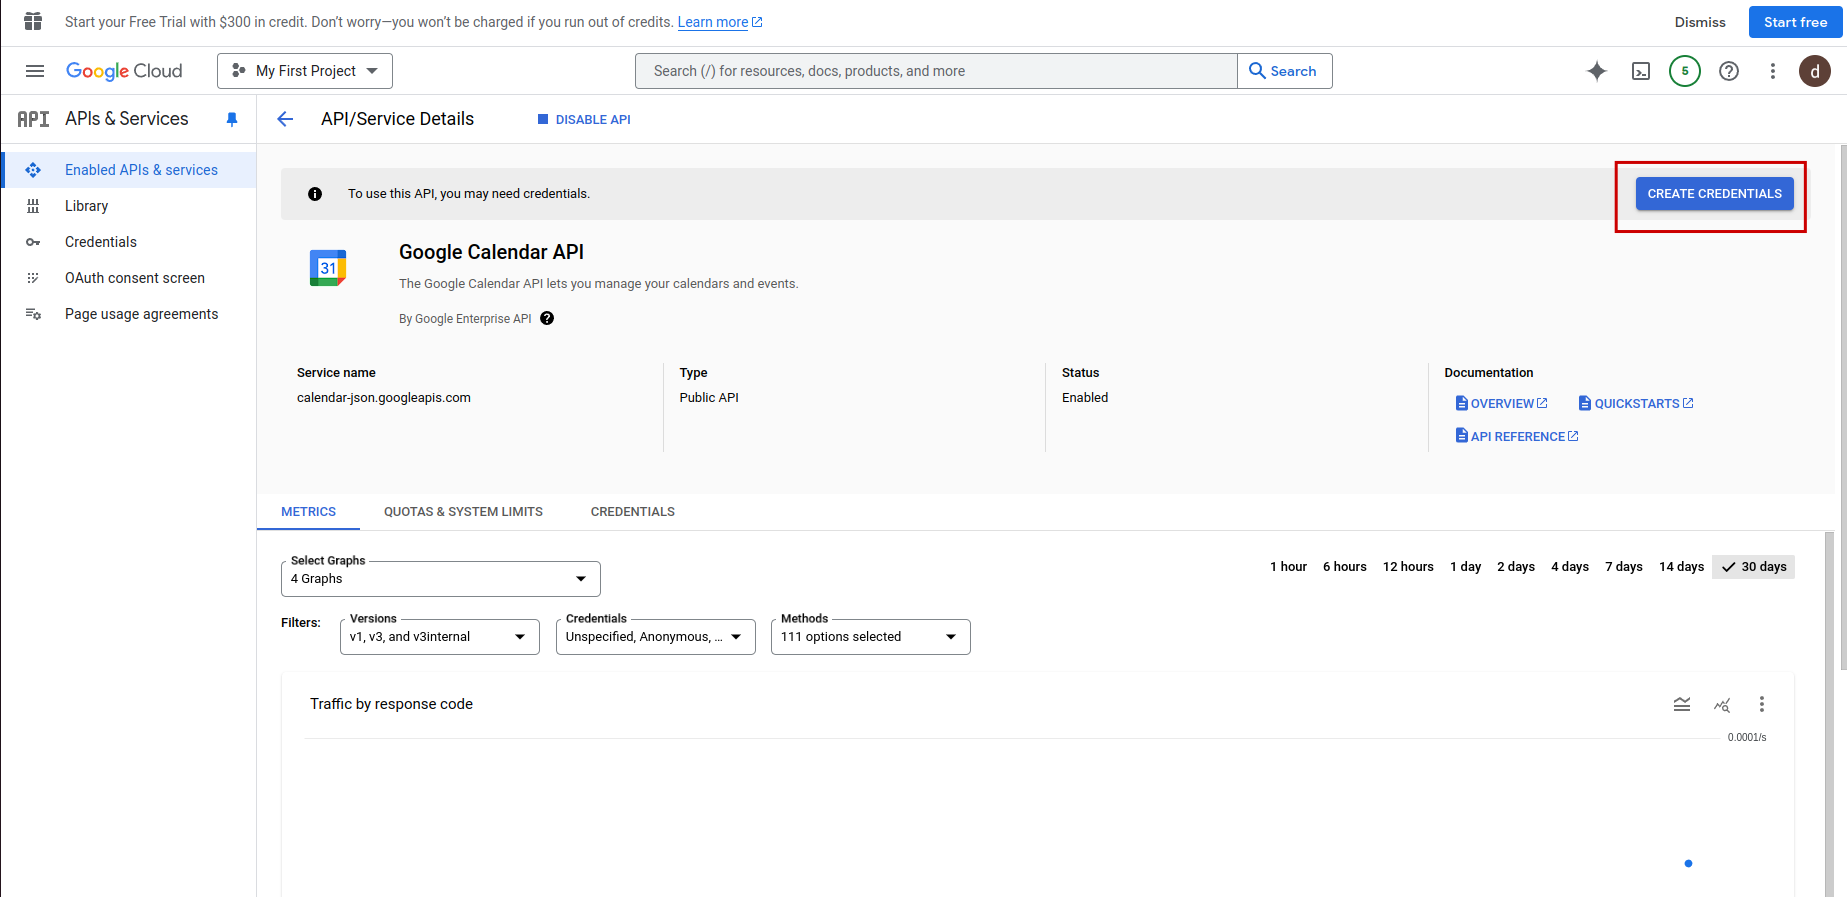 Start your Free Trial with $300 in credit. Don't worry—you won't be charged if you run out of credits. Learn more
Dismiss
Start free
Google Cloud
My First Project
Search (/) for resources, docs, products, and more
Search
5
d
API
APIs & Services
API/Service Details
DISABLE API
Enabled APIs & services
Library
Credentials
OAuth consent screen
Page usage agreements
To use this API, you may need credentials.
CREATE CREDENTIALS
31
Google Calendar API
The Google Calendar API lets you manage your calendars and events.
By Google Enterprise API
Service name
calendar-json.googleapis.com
Type
Public API
Status
Enabled
Documentation
OVERVIEW
QUICKSTARTS
API REFERENCE
METRICS
QUOTAS & SYSTEM LIMITS
CREDENTIALS
Select Graphs
4 Graphs
1 hour
6 hours
12 hours
1 day
2 days
4 days
7 days
14 days
30 days
Filters:
Versions
v1, v3, and v3internal
Credentials
Unspecified, Anonymous, ...
Methods
111 options selected
Traffic by response code
0.0001/s